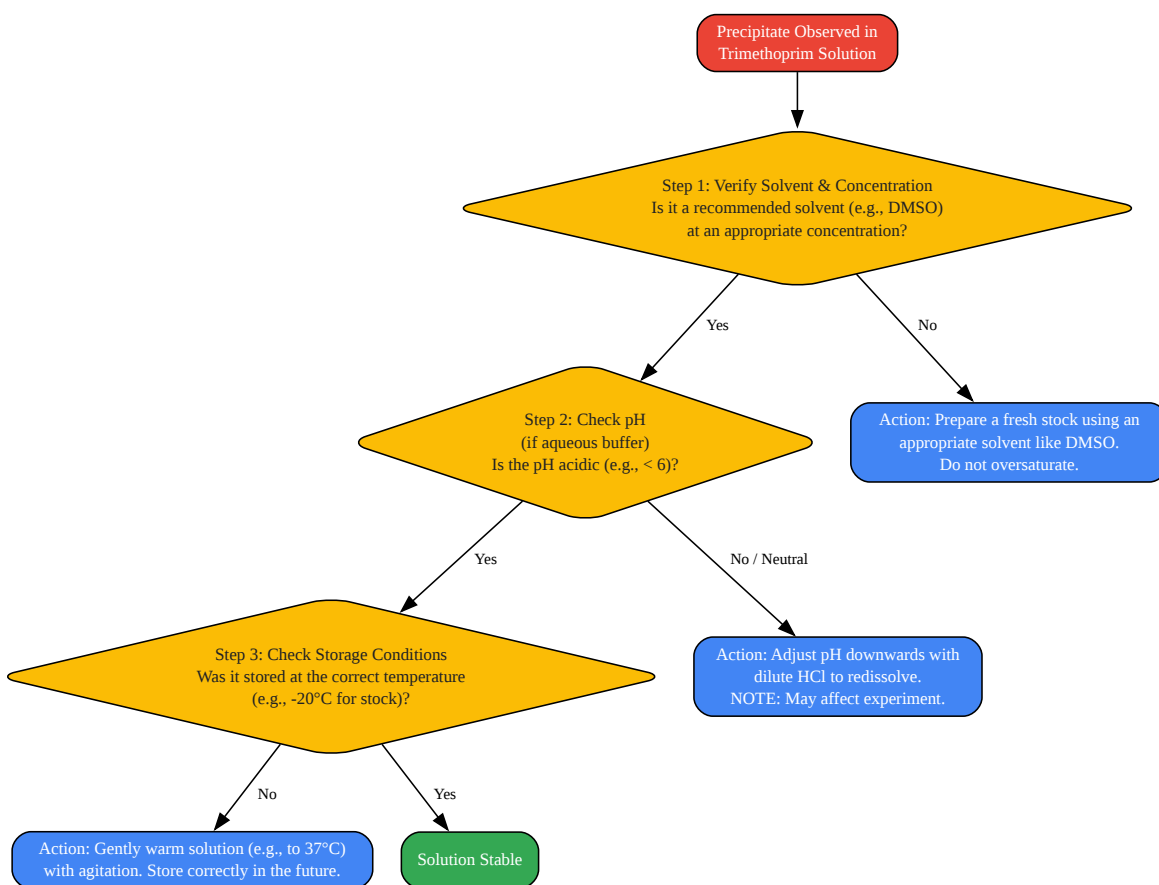 Precipitate Observed in
Trimethoprim Solution
Step 1: Verify Solvent & Concentration
Is it a recommended solvent (e.g., DMSO)
at an appropriate concentration?
Yes
No
Step 2: Check pH
(if aqueous buffer)
Is the pH acidic (e.g., < 6)?
Action: Prepare a fresh stock using an
appropriate solvent like DMSO.
Do not oversaturate.
Yes
No / Neutral
Step 3: Check Storage Conditions
Was it stored at the correct temperature
(e.g., -20°C for stock)?
Action: Adjust pH downwards with
dilute HCl to redissolve.
NOTE: May affect experiment.
No
Yes
Action: Gently warm solution (e.g., to 37°C)
with agitation. Store correctly in the future.
Solution Stable